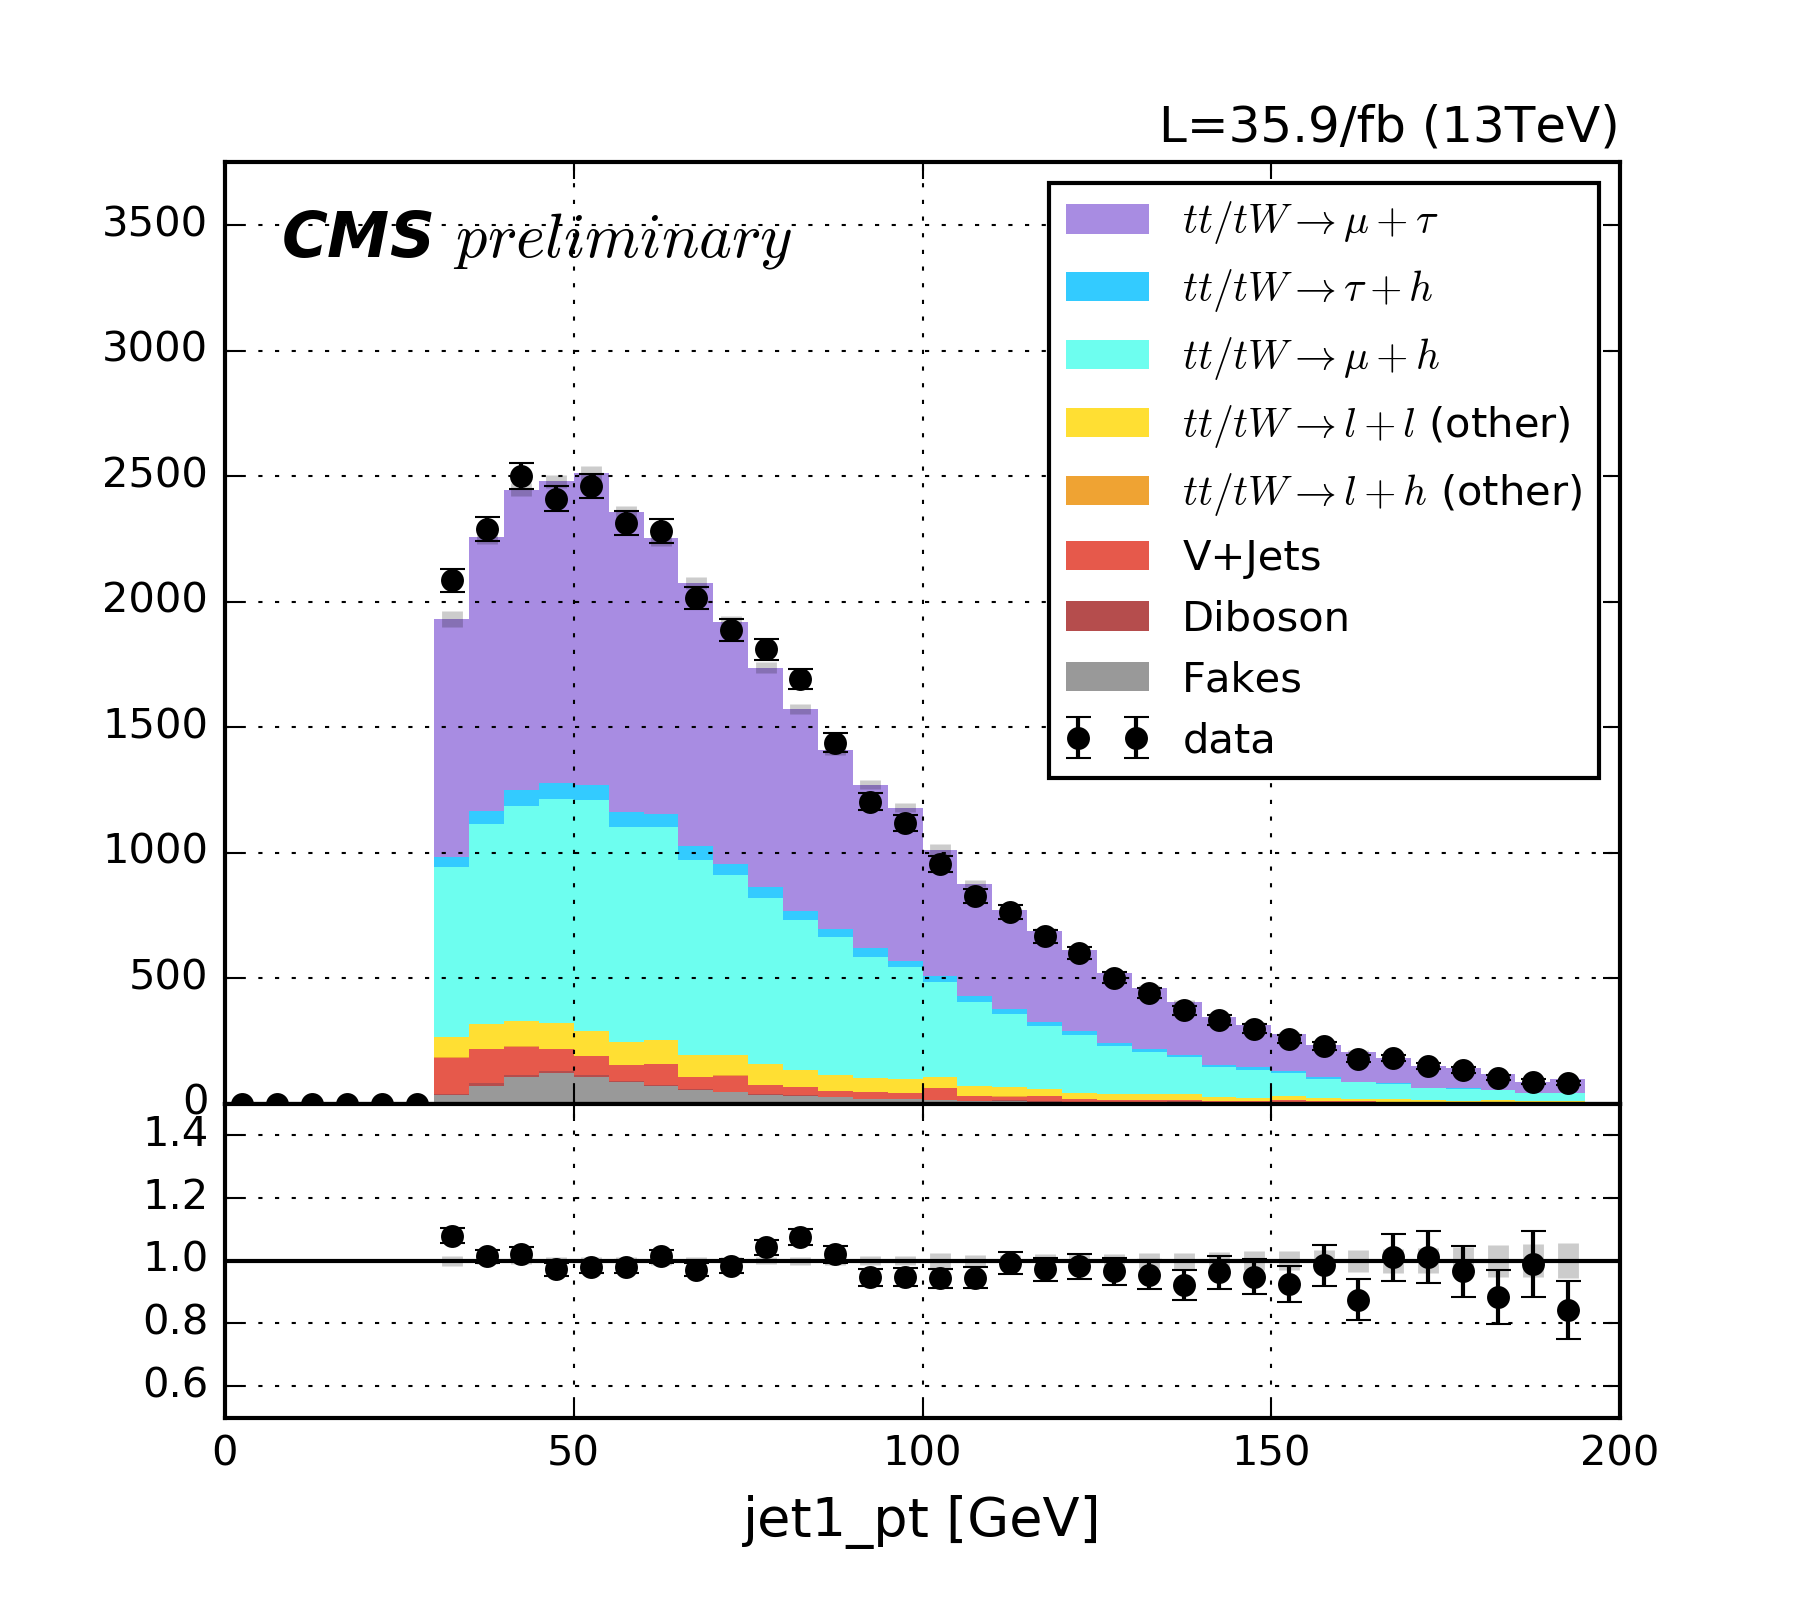 L=35.9/fb (13TeV)
CMS preliminary
3500
3000
2500
2000
1500
1000
500
0
tt/tW→μ+τ
tt/tW→τ+h
tt/tW→μ+h
tt/tW→l+l (other)
tt/tW→l+h (other)
V+Jets
Diboson
Fakes
data
1.4
1.2
1.0
0.8
0.6
0 50 100 150 200
jet1_pt [GeV]